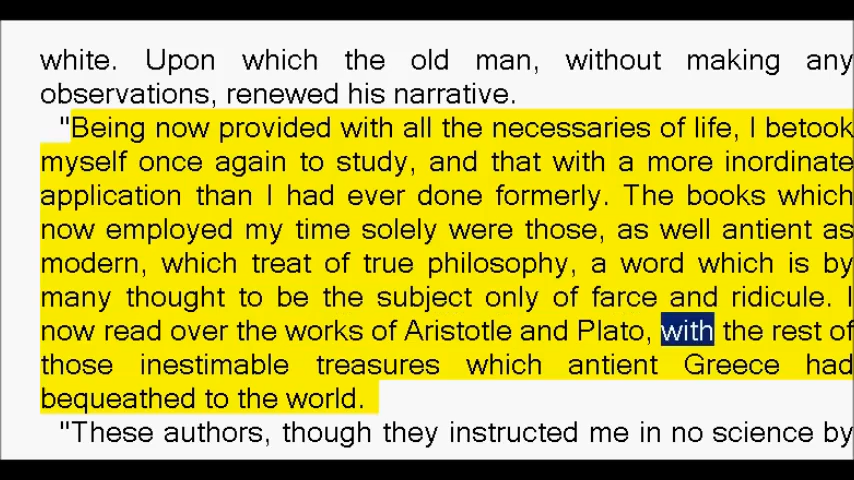 white. Upon which the old man, without making any
observations, renewed his narrative.
"Being now provided with all the necessaries of life, I betook
myself once again to study, and that with a more inordinate
application than I had ever done formerly. The books which
now employed my time solely were those, as well antient as
modern, which treat of true philosophy, a word which is by
many thought to be the subject only of farce and ridicule. I
now read over the works of Aristotle and Plato, with the rest of
those inestimable treasures which antient Greece had
bequeathed to the world.
"These authors, though they instructed me in no science by